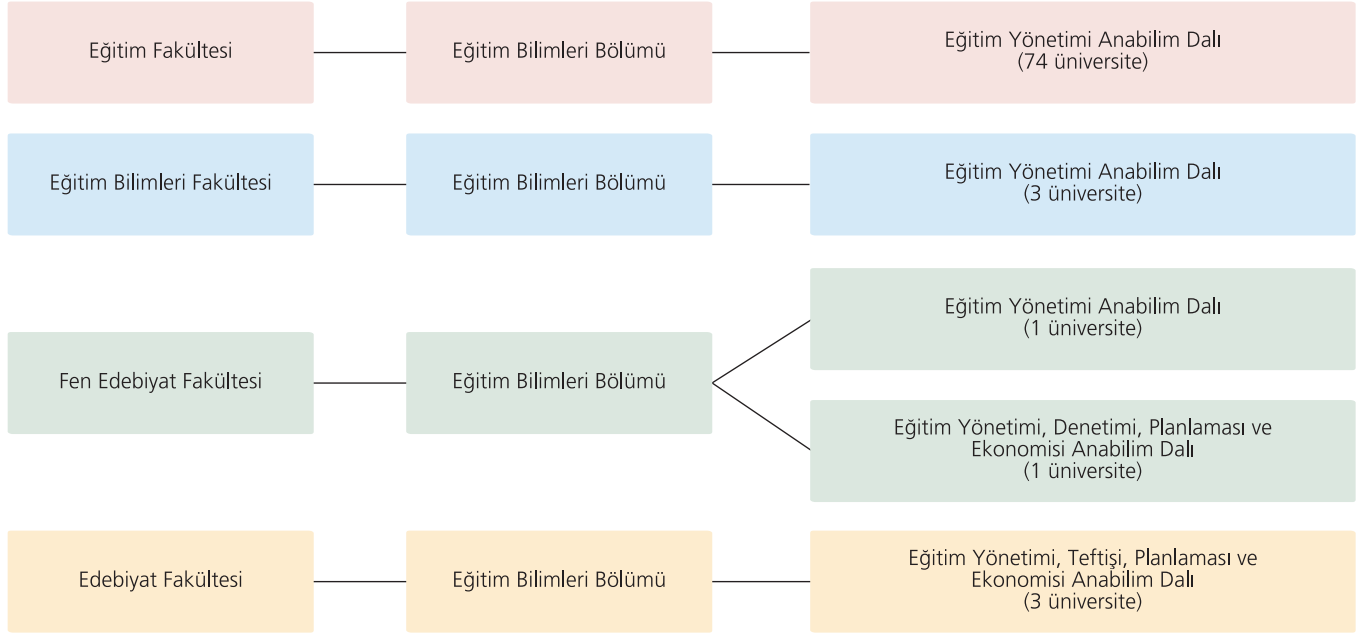 Eğitim Fakültesi
Eğitim Bilimleri Bölümü
Eğitim Yönetimi Anabilim Dalı
(74 üniversite)
Eğitim Bilimleri Fakültesi
Eğitim Bilimleri Bölümü
Eğitim Yönetimi Anabilim Dalı
(3 üniversite)
Fen Edebiyat Fakültesi
Eğitim Bilimleri Bölümü
Eğitim Yönetimi Anabilim Dalı
(1 üniversite)
Eğitim Yönetimi, Denetimi, Planlaması ve
Ekonomisi Anabilim Dalı
(1 üniversite)
Edebiyat Fakültesi
Eğitim Bilimleri Bölümü
Eğitim Yönetimi, Teftişi, Planlaması ve
Ekonomisi Anabilim Dalı
(3 üniversite)